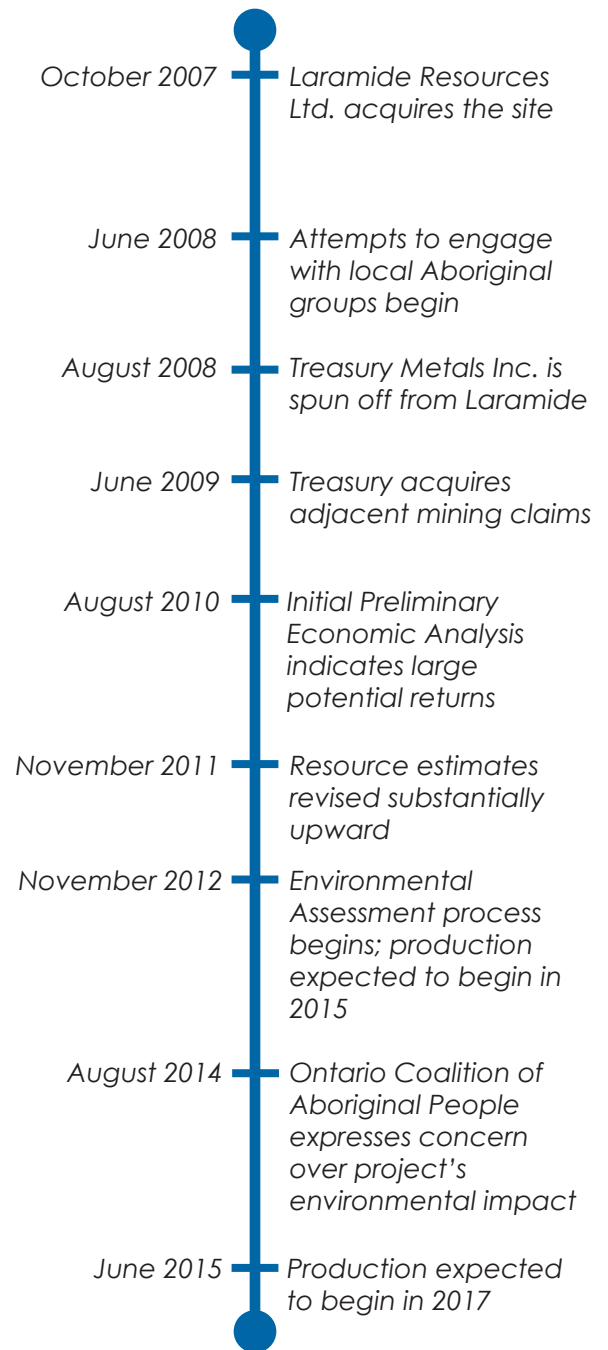 October 2007
Laramide Resources
Ltd. acquires the site
June 2008
Attempts to engage
with local Aboriginal
groups begin
August 2008
Treasury Metals Inc. is
spun off from Laramide
June 2009
Treasury acquires
adjacent mining claims
August 2010
Initial Preliminary
Economic Analysis
indicates large
potential returns
November 2011
Resource estimates
revised substantially
upward
November 2012
Environmental
Assessment process
begins; production
expected to begin in
2015
August 2014
Ontario Coalition of
Aboriginal People
expresses concern
over project’s
environmental impact
June 2015
Production expected
to begin in 2017